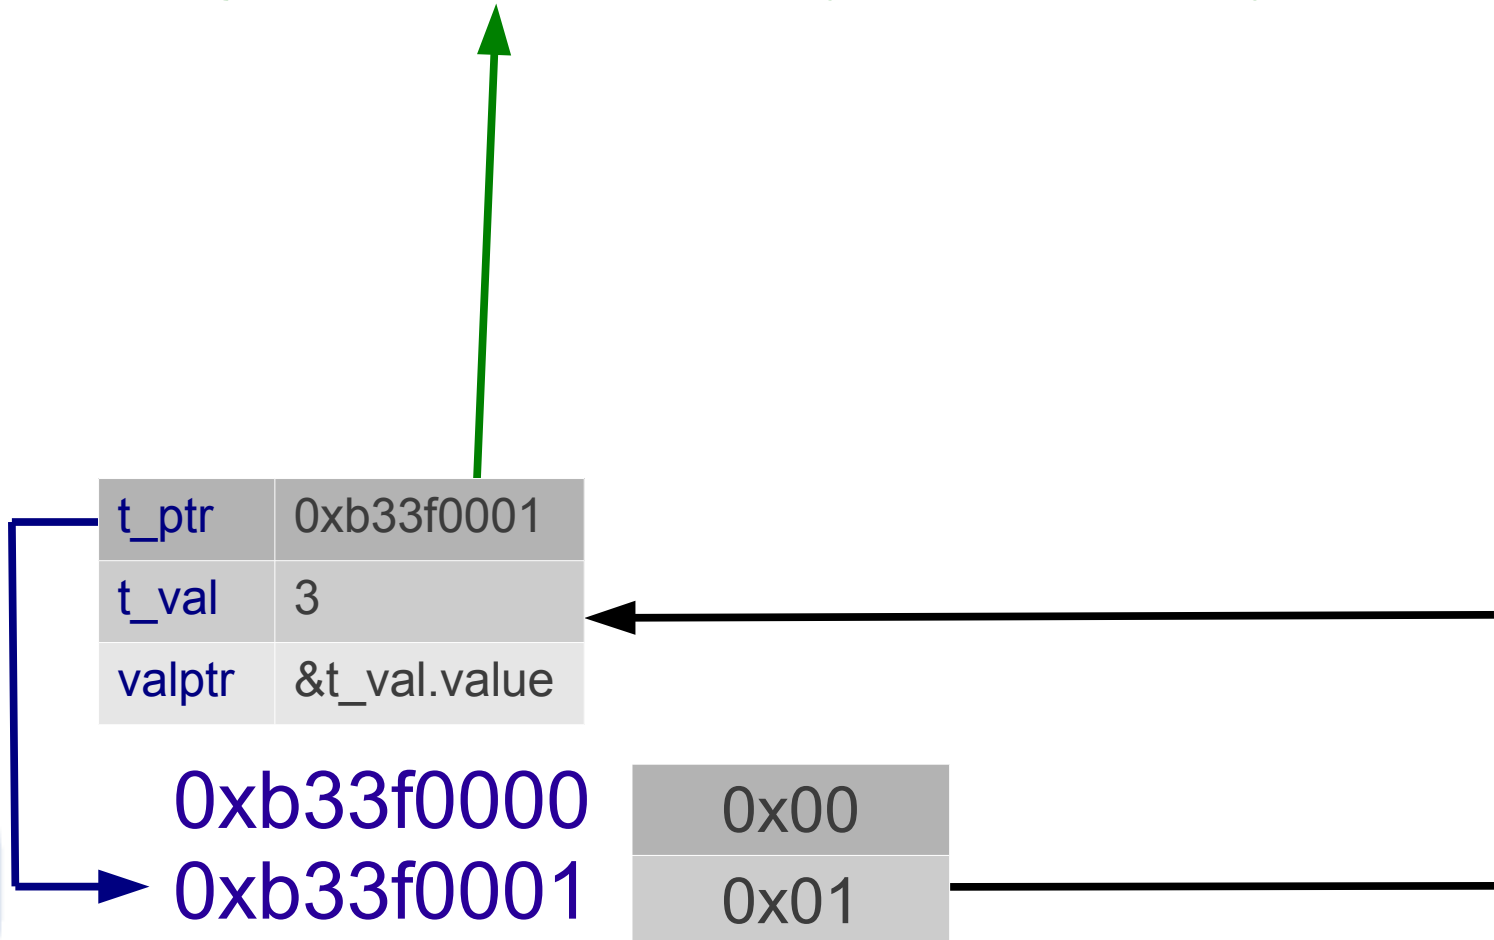 t_ptr 0xb33f0001
t_val 3
valptr &t_val.value
0xb33f0000 0x00
0xb33f0001 0x01